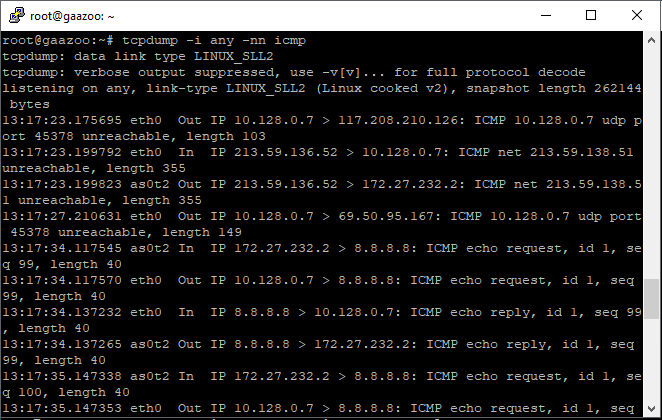 root@gaazoo: ~
root@gaazoo:~# tcpdump -i any -nn icmp
tcpdump: data link type LINUX_SLL2
tcpdump: verbose output suppressed, use -v[v]... for full protocol decode
listening on any, link-type LINUX_SLL2 (Linux cooked v2), snapshot length 262144
 bytes
13:17:23.175695 eth0  Out IP 10.128.0.7 > 117.208.210.126: ICMP 10.128.0.7 udp p
ort 45378 unreachable, length 103
13:17:23.199792 eth0  In  IP 213.59.136.52 > 10.128.0.7: ICMP net 213.59.138.51
unreachable, length 355
13:17:23.199823 as0t2 Out IP 213.59.136.52 > 172.27.232.2: ICMP net 213.59.138.5
1 unreachable, length 355
13:17:27.210631 eth0  Out IP 10.128.0.7 > 69.50.95.167: ICMP 10.128.0.7 udp port
 45378 unreachable, length 149
13:17:34.117545 as0t2 In  IP 172.27.232.2 > 8.8.8.8: ICMP echo request, id 1, se
q 99, length 40
13:17:34.117570 eth0  Out IP 10.128.0.7 > 8.8.8.8: ICMP echo request, id 1, seq
99, length 40
13:17:34.137232 eth0  In  IP 8.8.8.8 > 10.128.0.7: ICMP echo reply, id 1, seq 99
, length 40
13:17:34.137265 as0t2 Out IP 8.8.8.8 > 172.27.232.2: ICMP echo reply, id 1, seq
99, length 40
13:17:35.147338 as0t2 In  IP 172.27.232.2 > 8.8.8.8: ICMP echo request, id 1, se
q 100, length 40
13:17:35.147353 eth0  Out IP 10.128.0.7 > 8.8.8.8: ICMP echo request, id 1, seq